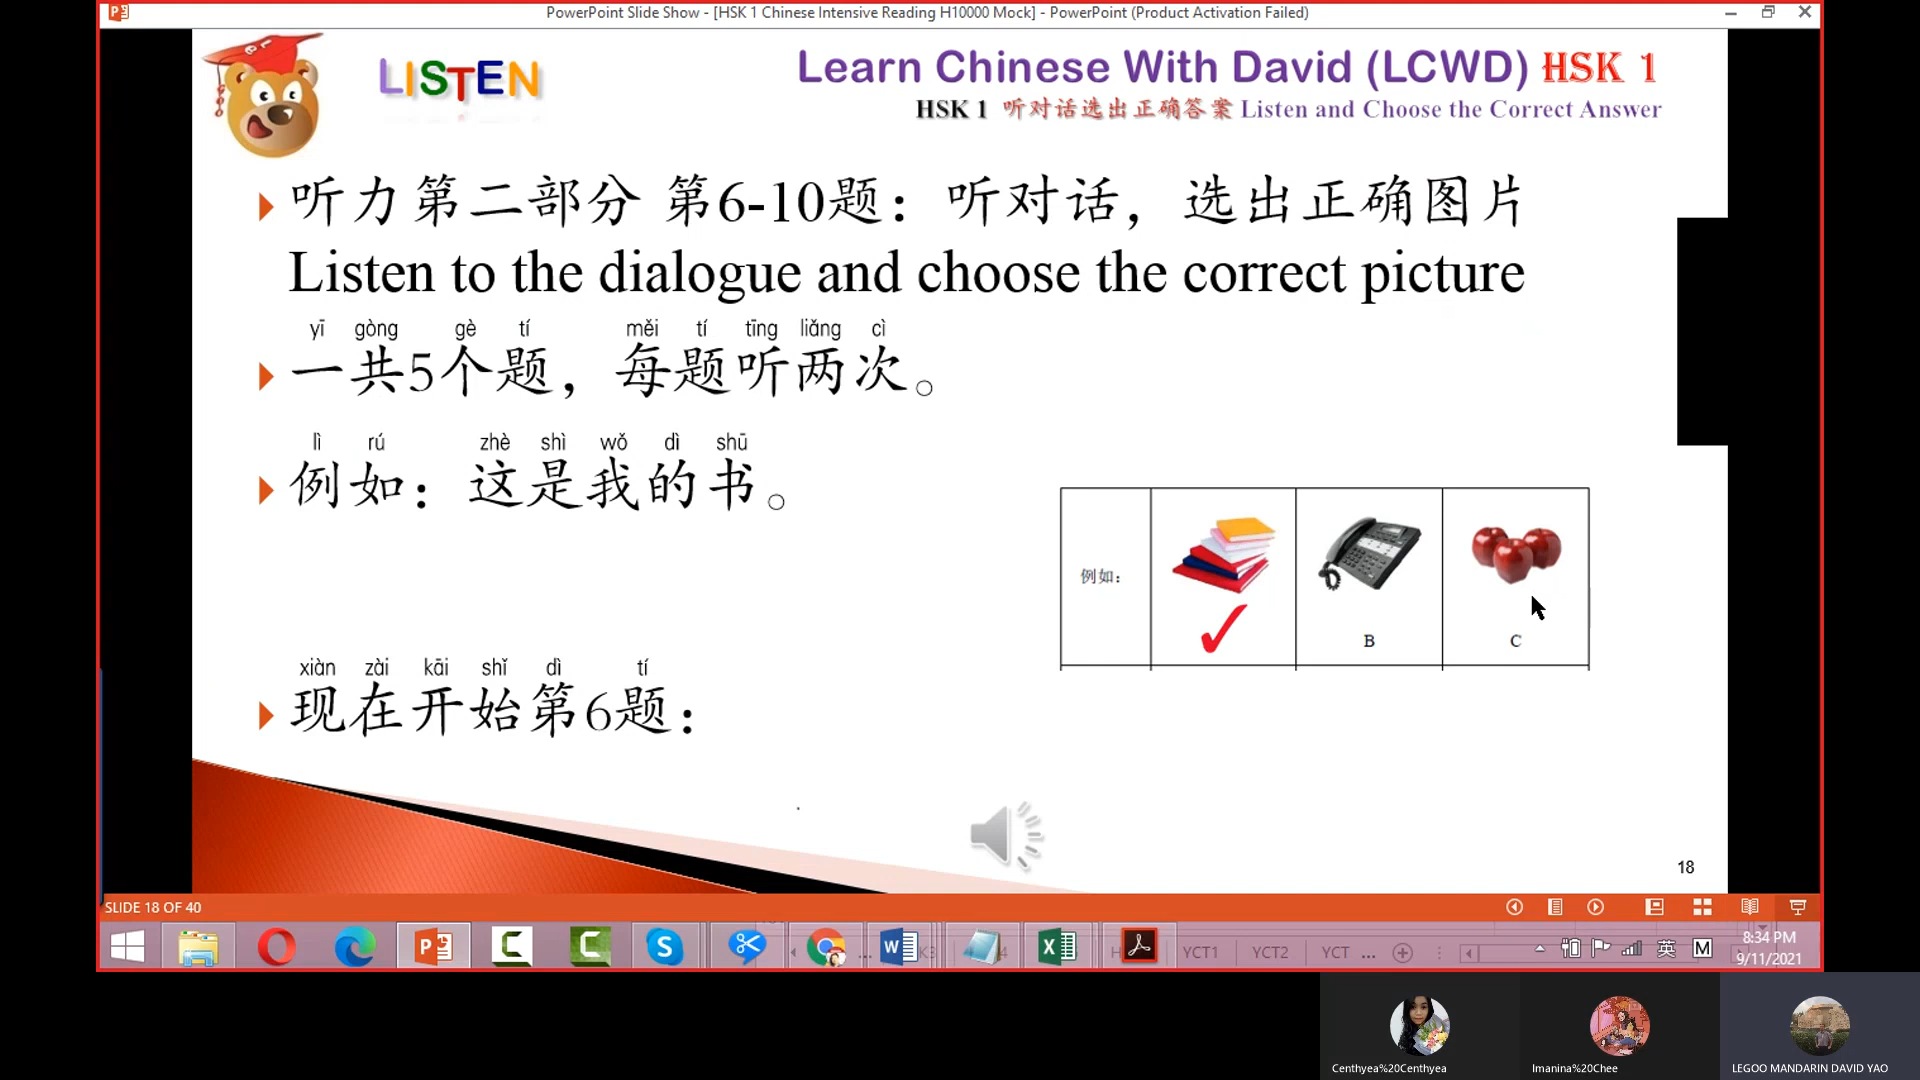 PowerPoint Slide Show - [HSK 1 Chinese Intensive Reading H10000 Mock] - PowerPoint (Product Activation Failed)
LISTEN
Learn Chinese With David (LCWD) HSK 1
HSK 1 听对话选出正确答案 Listen and Choose the Correct Answer
听力第二部分 第6-10题：听对话，选出正确图片
Listen to the dialogue and choose the correct picture
yī gòng gè tí měi tí tīng liǎng cì
一共5个题，每题听两次。
lì rú zhè shì wǒ dì shū
例如：这是我的书。
例如：
B
C
xiàn zài kāi shǐ dì tí
现在开始第6题：
18
SLIDE 18 OF 40
YCT1 YCT2 YCT ...
英 M
8:34 PM
9/11/2021
Centhyea%20Centhyea
Imanina%20Chee
LEGOO MANDARIN DAVID YAO